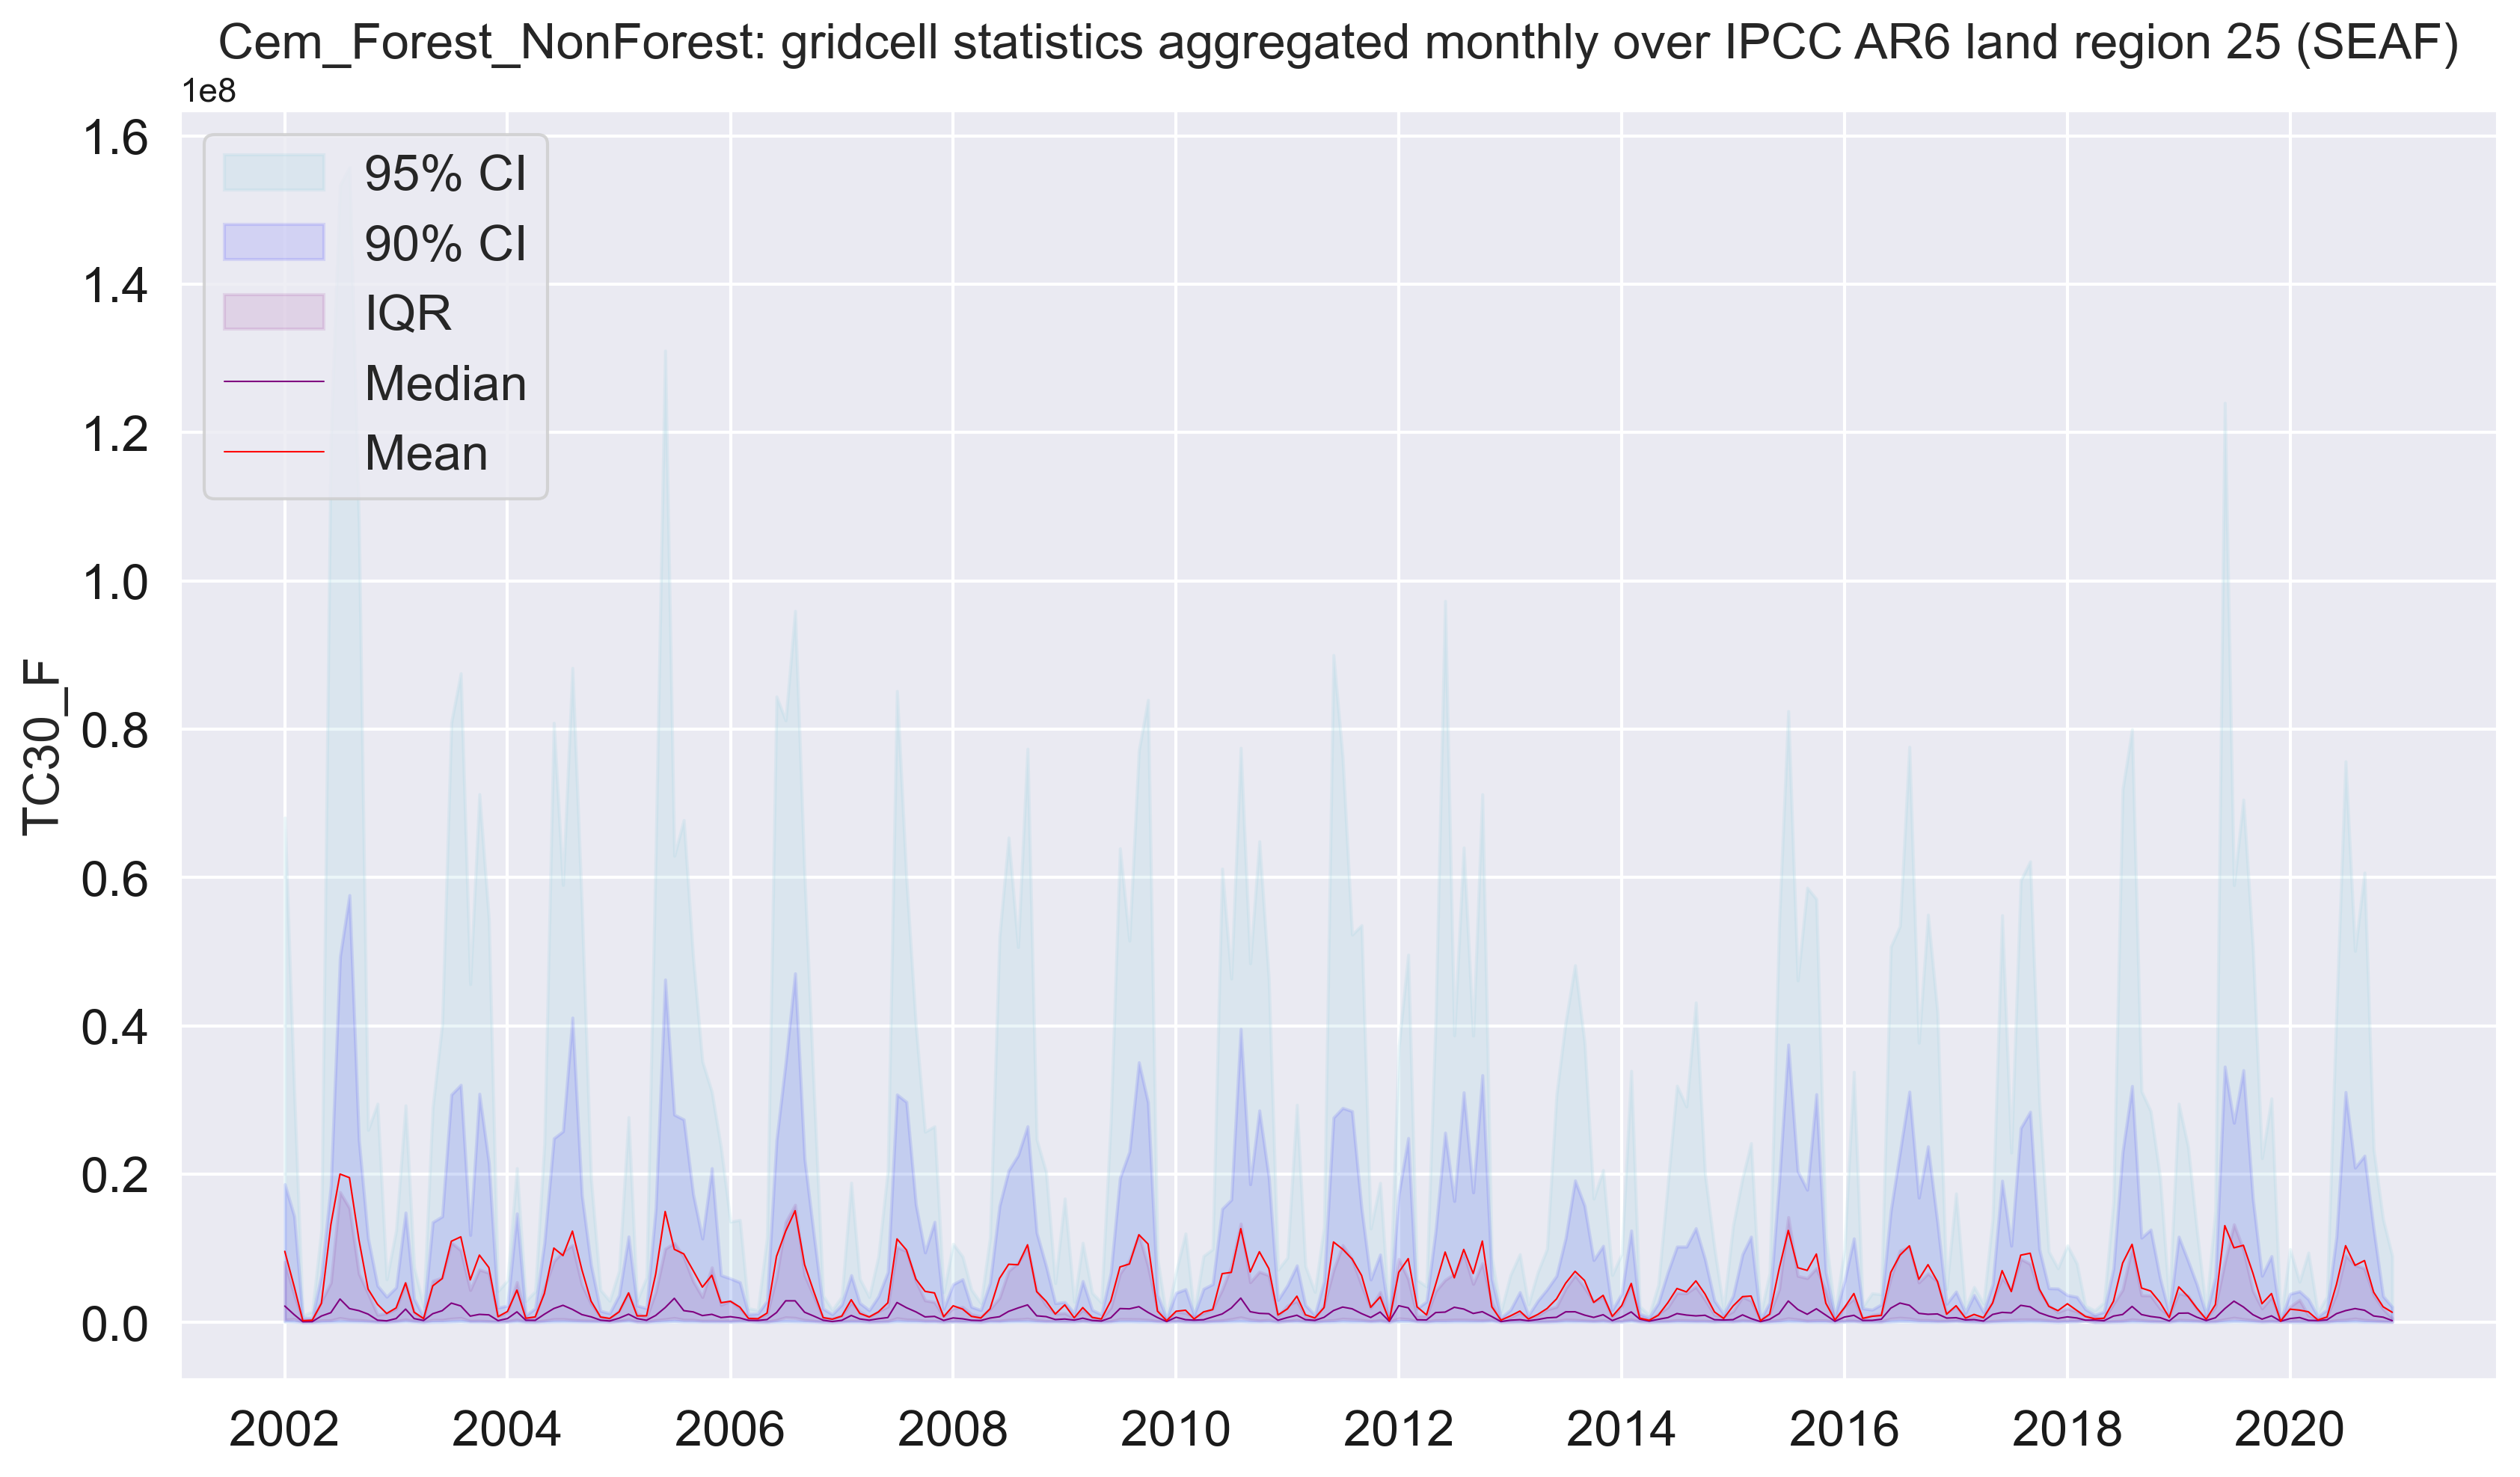 Cem_Forest_NonForest: gridcell statistics aggregated monthly over IPCC AR6 land region 25 (SEAF)
1e8
1.6
1.4
1.2
1.0
0.8
0.6
0.4
0.2
0.0
TC30_F
95% CI
90% CI
IQR
Median
Mean
2002 2004 2006 2008 2010 2012 2014 2016 2018 2020